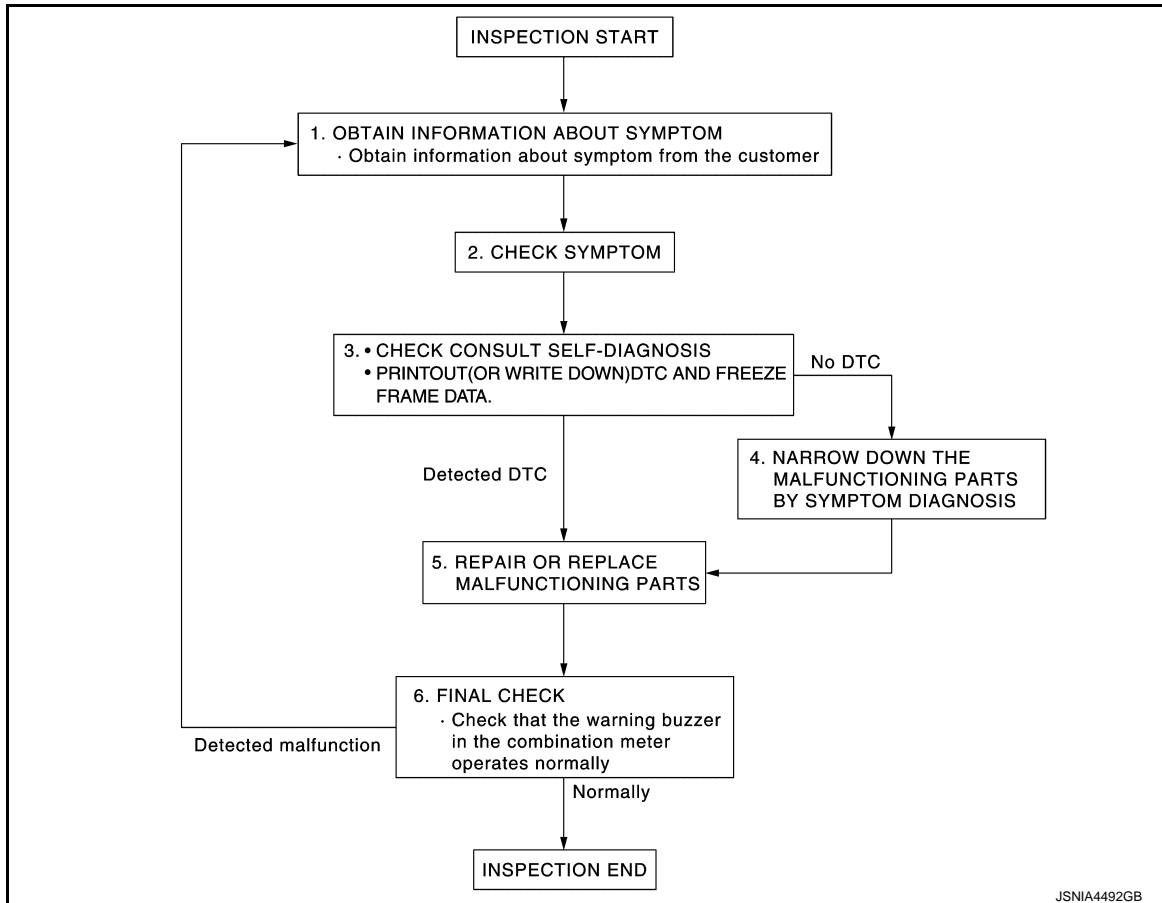 INSPECTION START
1. OBTAIN INFORMATION ABOUT SYMPTOM
· Obtain information about symptom from the customer
2. CHECK SYMPTOM
3. • CHECK CONSULT SELF-DIAGNOSIS
• PRINTOUT(OR WRITE DOWN)DTC AND FREEZE
FRAME DATA.
No DTC
4. NARROW DOWN THE
MALFUNCTIONING PARTS
BY SYMPTOM DIAGNOSIS
Detected DTC
5. REPAIR OR REPLACE
MALFUNCTIONING PARTS
6. FINAL CHECK
· Check that the warning buzzer
in the combination meter
operates normally
Detected malfunction
Normally
INSPECTION END
JSNIA4492GB